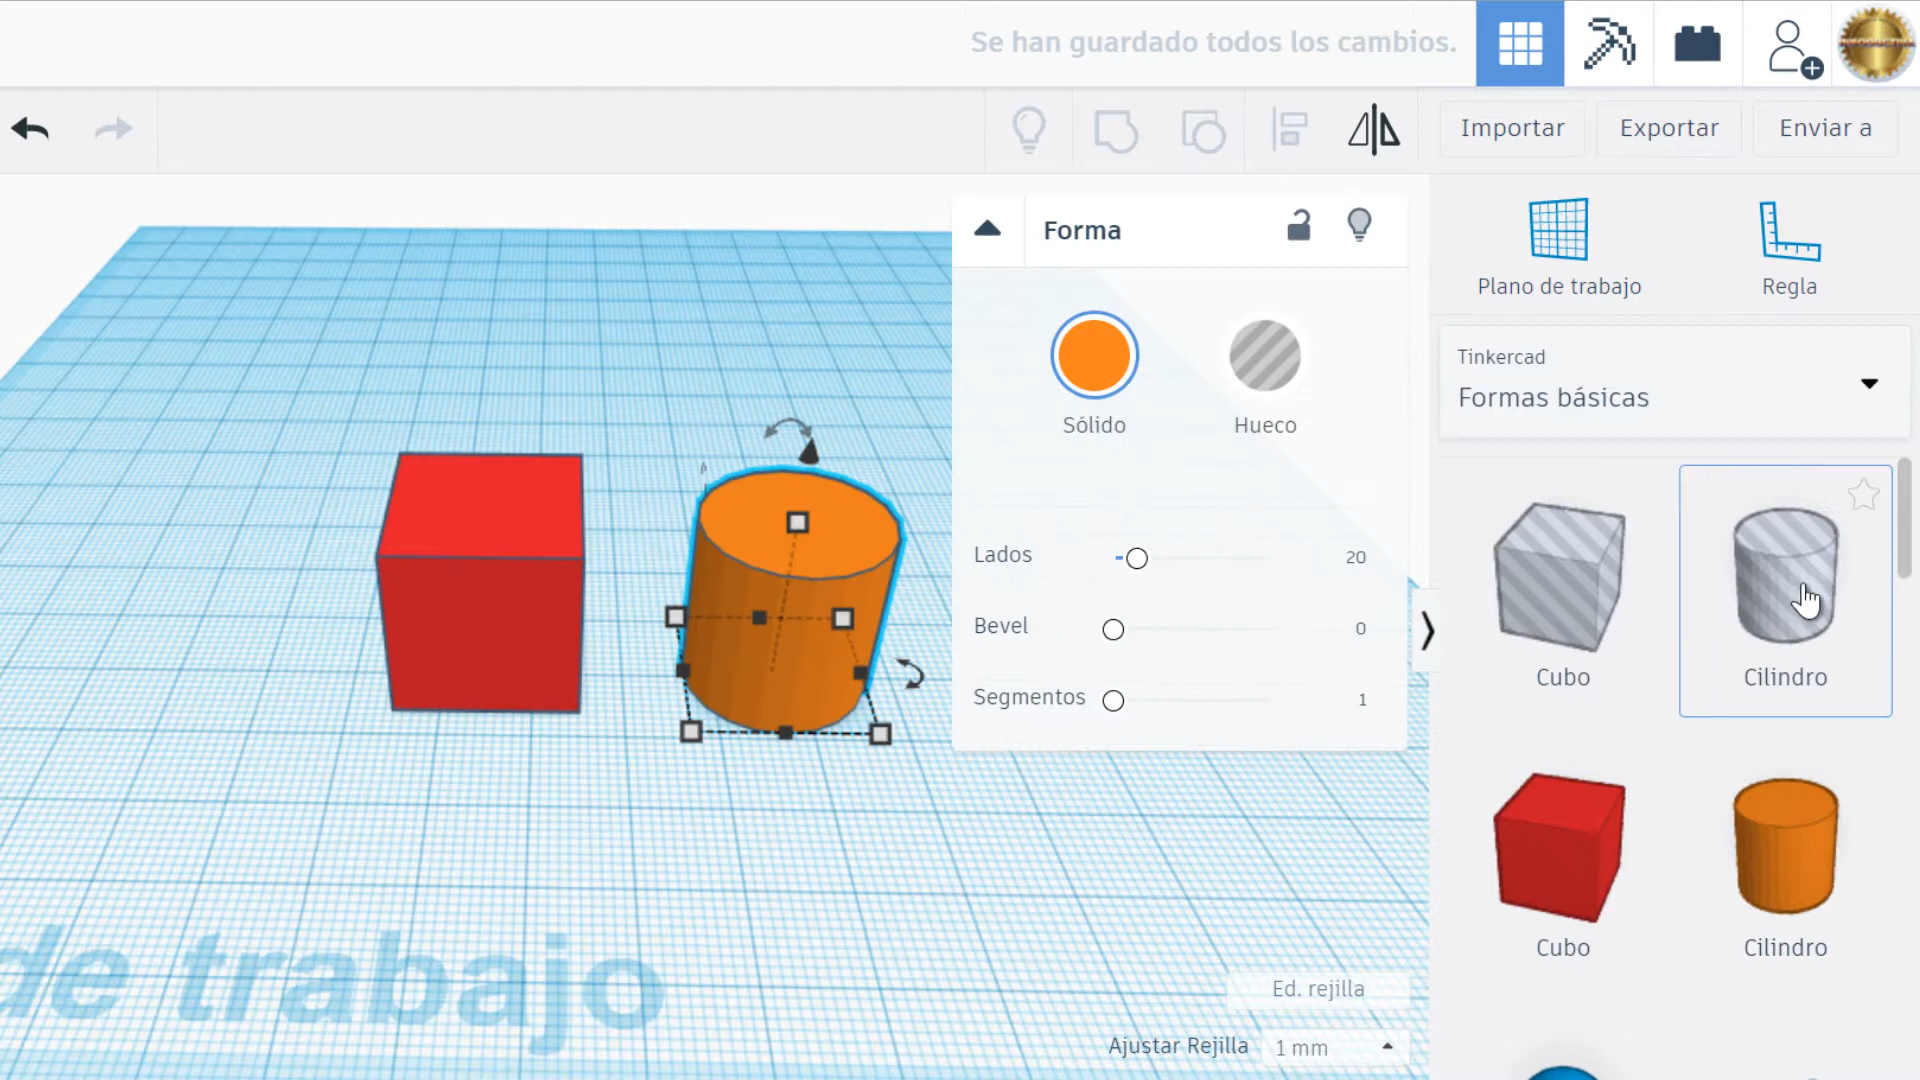 Se han guardado todos los cambios.
Importar
Exportar
Enviar a
Plano de trabajo
Regla
Forma
Sólido
Hueco
Lados
20
Bevel
0
Segmentos
1
Tinkercad
Formas básicas
Cubo
Cilindro
Cubo
Cilindro
de trabajo
Ed. rejilla
Ajustar Rejilla
1 mm